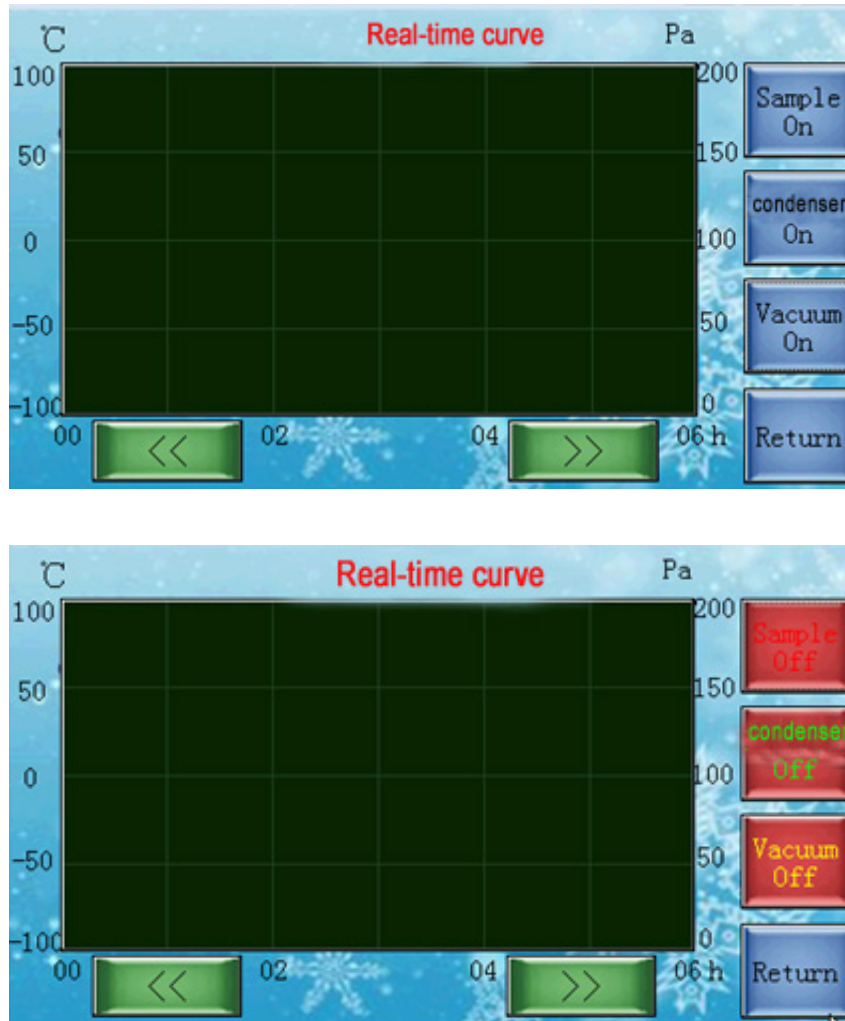 ℃ Real-time curve Pa
100 200
Sample
On
50 150
condenser
On
0 100
-50 50
Vacuum
On
-100 0
00 << 02 04 >> 06 h
Return
℃ Real-time curve Pa
100 200
Sample
Off
50 150
condenser
Off
0 100
-50 50
Vacuum
Off
-100 0
00 << 02 04 >> 06 h
Return